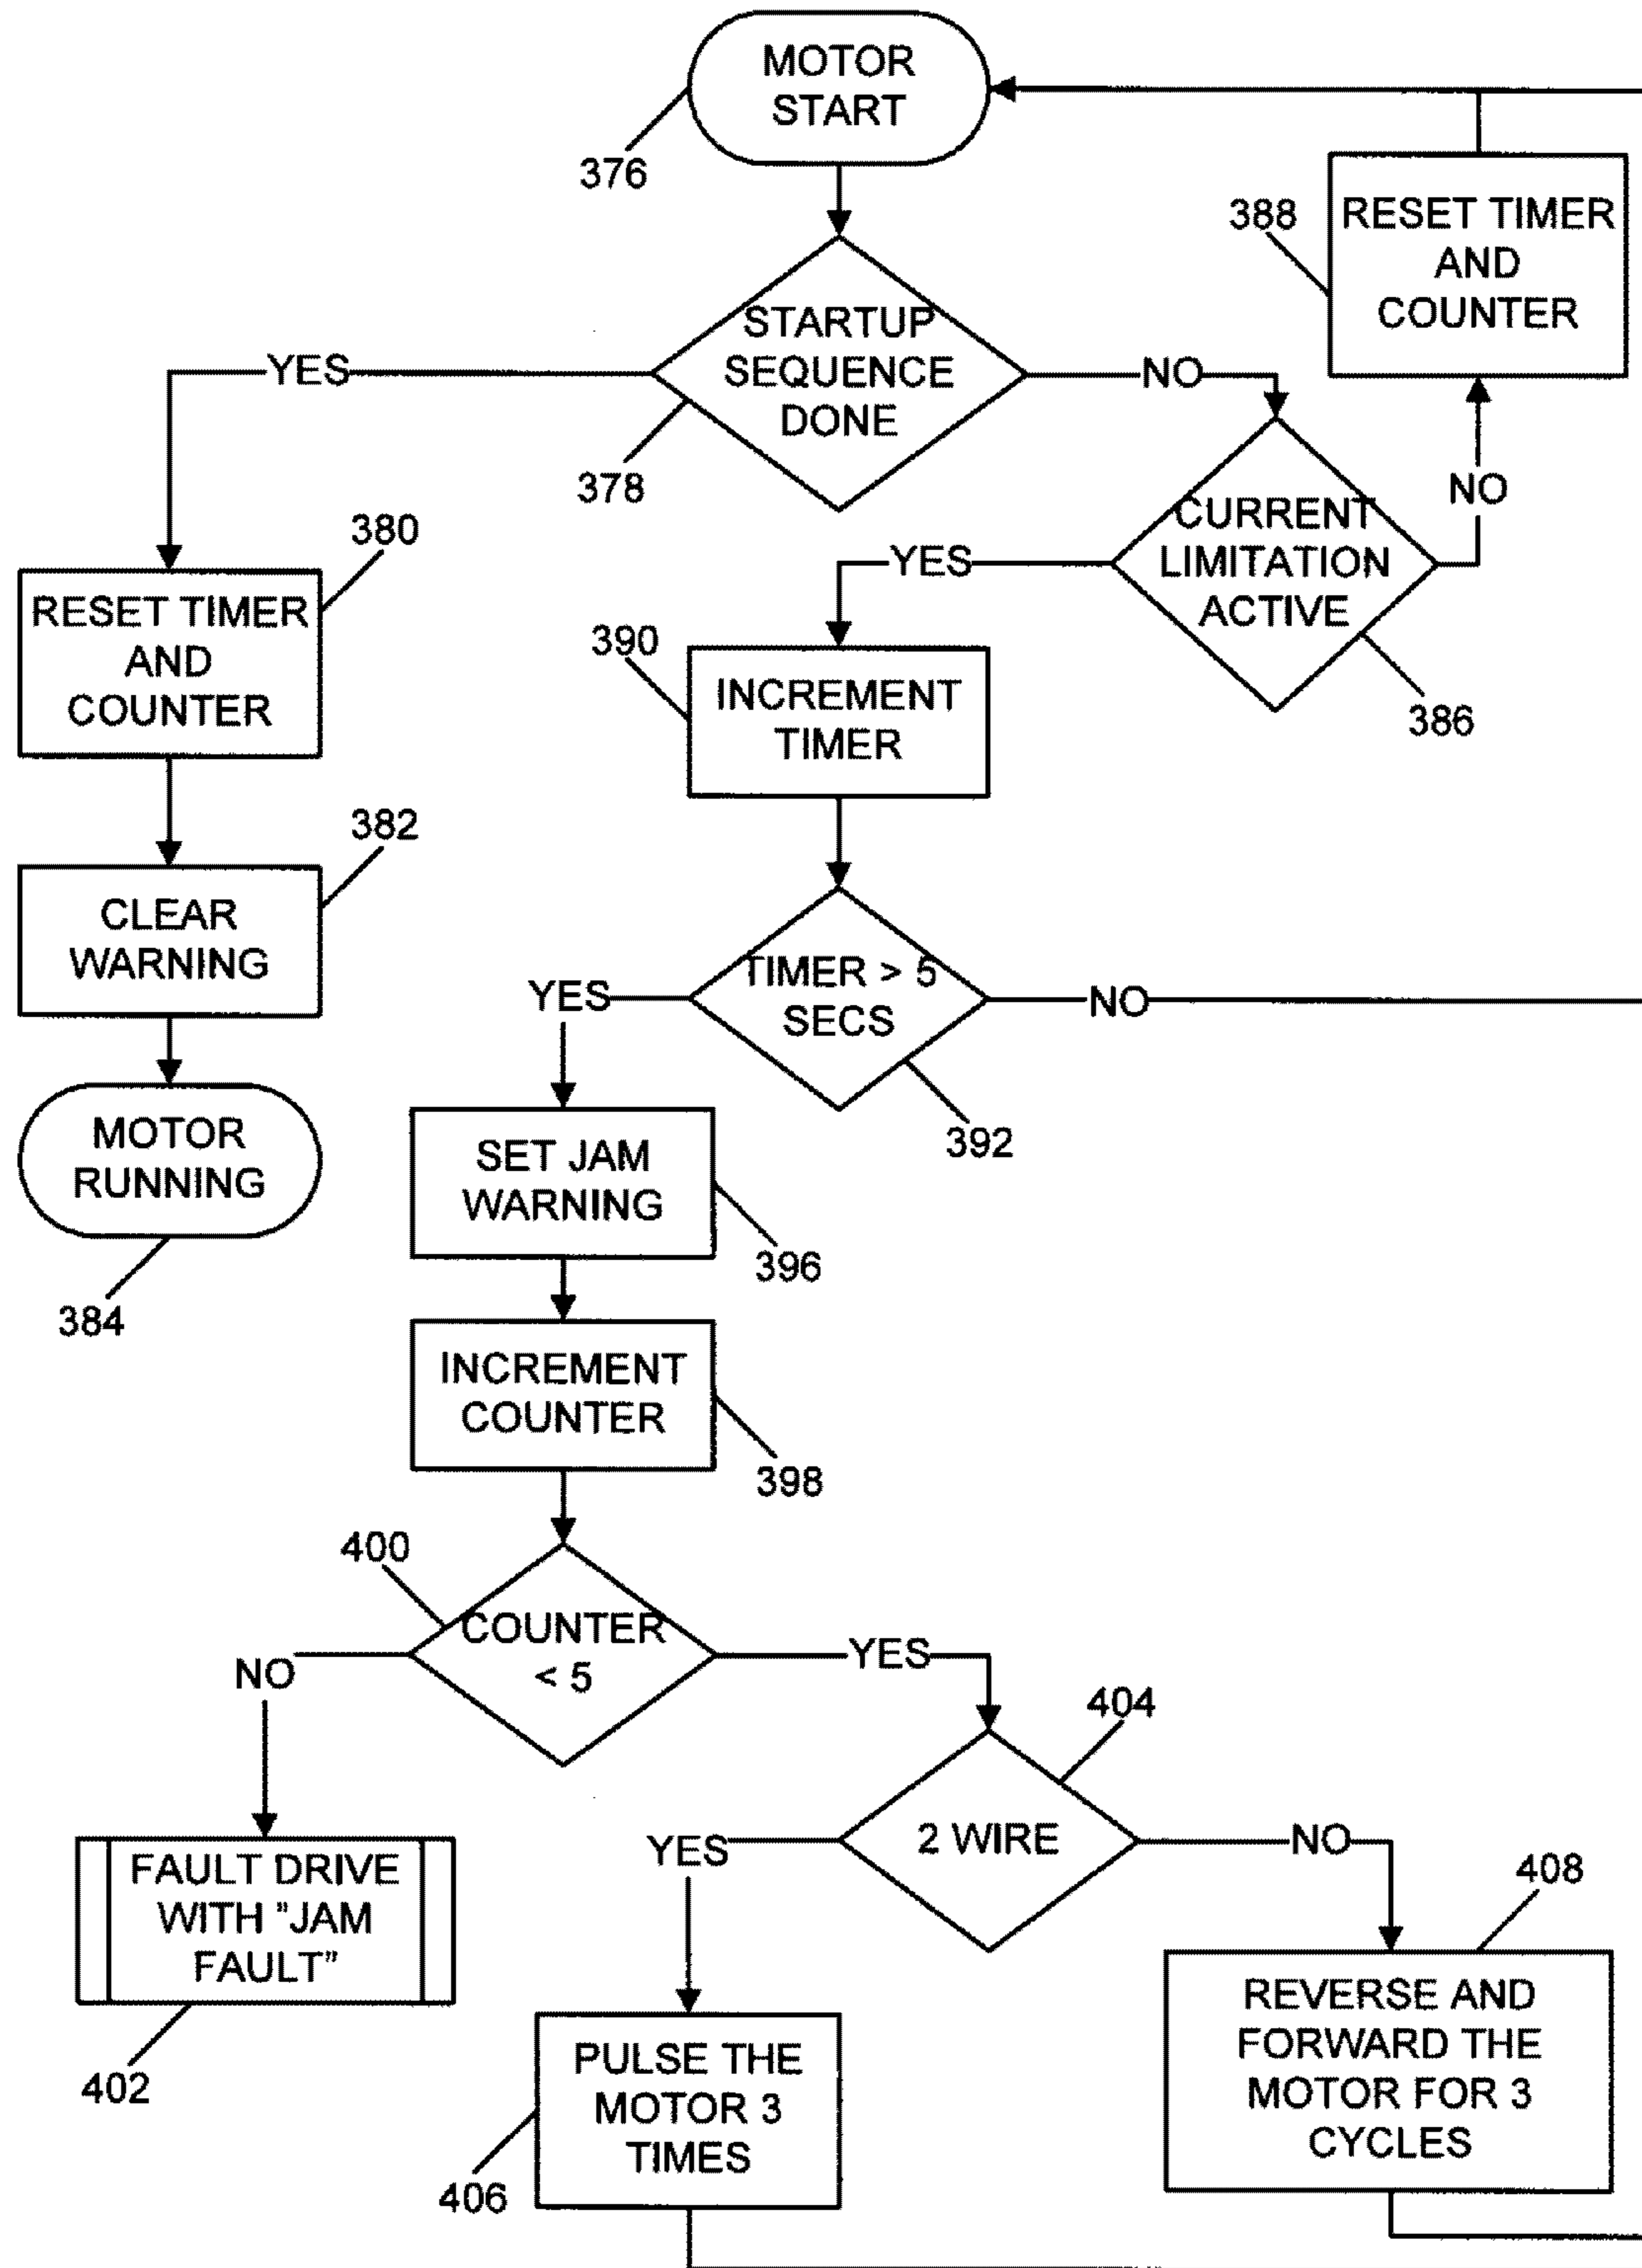 MOTOR
START
376
388
RESET TIMER
AND
COUNTER
STARTUP
SEQUENCE
DONE
YES
NO
378
NO
CURRENT
LIMITATION
ACTIVE
386
380
RESET TIMER
AND
COUNTER
YES
390
INCREMENT
TIMER
382
CLEAR
WARNING
TIMER > 5
SECS
YES
NO
392
MOTOR
RUNNING
384
SET JAM
WARNING
396
INCREMENT
COUNTER
398
400
COUNTER
< 5
NO
YES
404
2 WIRE
YES
NO
408
FAULT DRIVE
WITH "JAM
FAULT"
402
PULSE THE
MOTOR 3
TIMES
406
REVERSE AND
FORWARD THE
MOTOR FOR 3
CYCLES